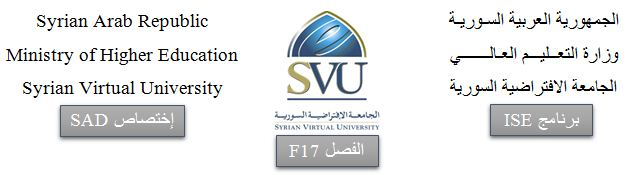 Syrian Arab Republic
Ministry of Higher Education
Syrian Virtual University
إختصاص SAD
SVU
الجامعة الافتراضية السورية
SYRIAN VIRTUAL UNIVERSITY
الفصل F17
الجمهورية العربية السورية
وزارة التعـليـم العـالــــي
الجامعة الافتراضية السورية
برنامج ISE